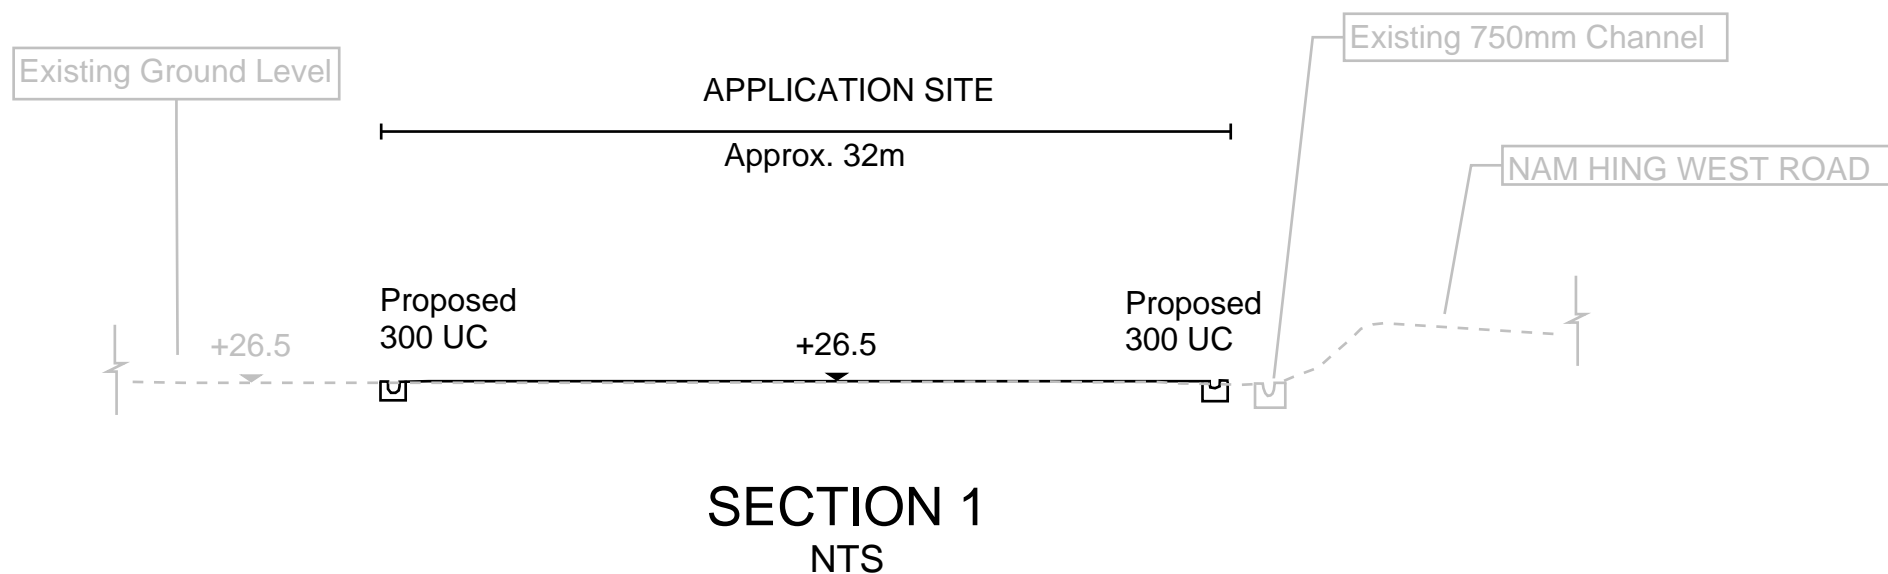 Existing 750mm Channel
Existing Ground Level
APPLICATION SITE
Approx. 32m
NAM HING WEST ROAD
Proposed
300 UC
Proposed
300 UC
+26.5
+26.5
SECTION 1
NTS